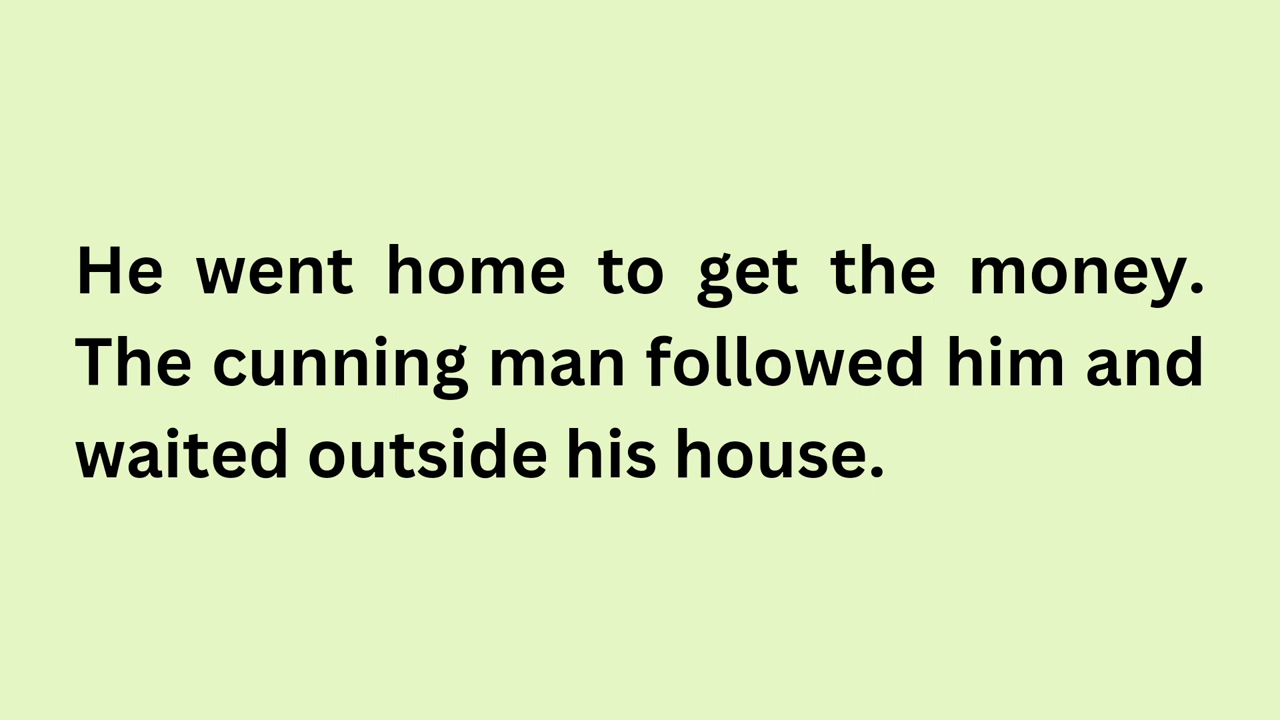 He went home to get the money.
The cunning man followed him and
waited outside his house.